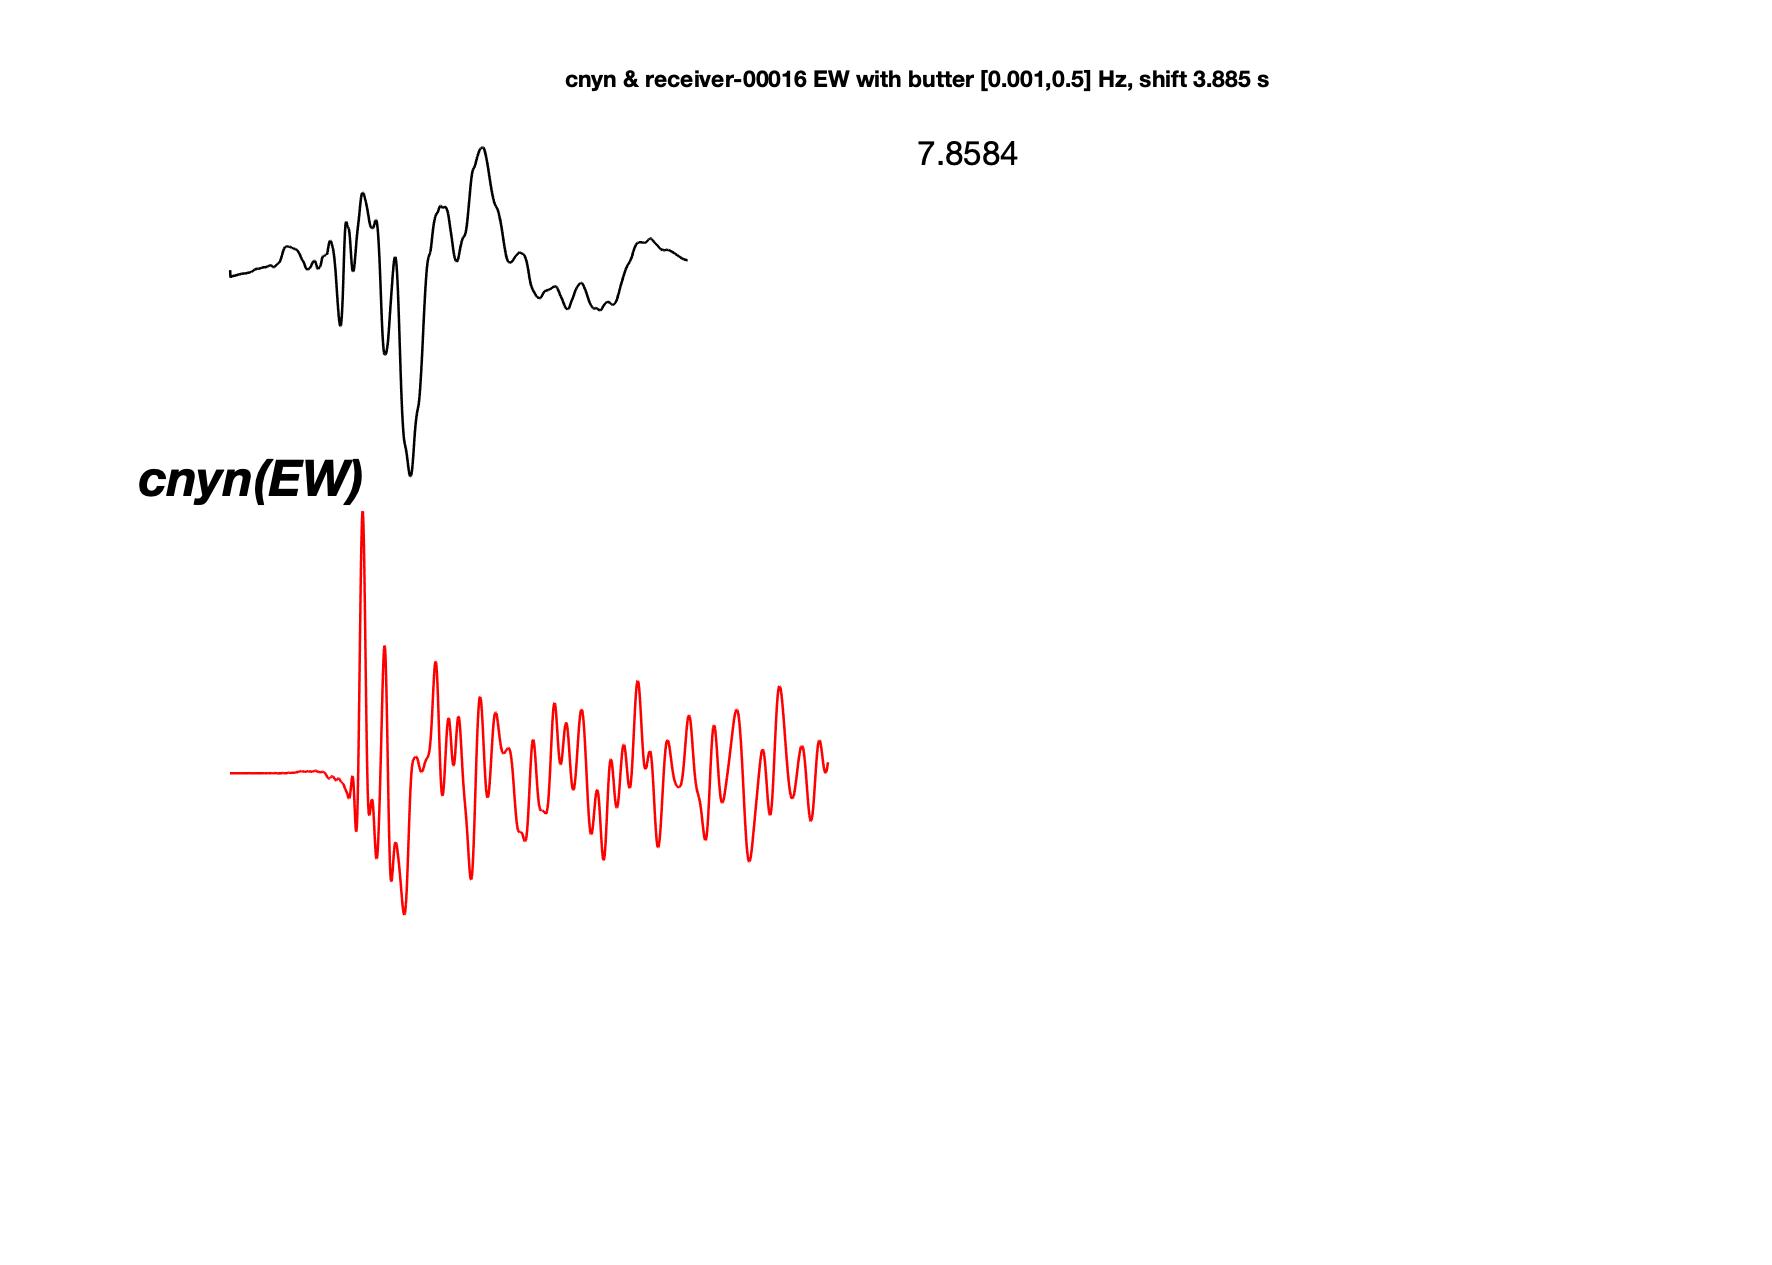 cnyn & receiver-00016 EW with butter [0.001,0.5] Hz, shift 3.885 s
7.8584
cnyn(EW)